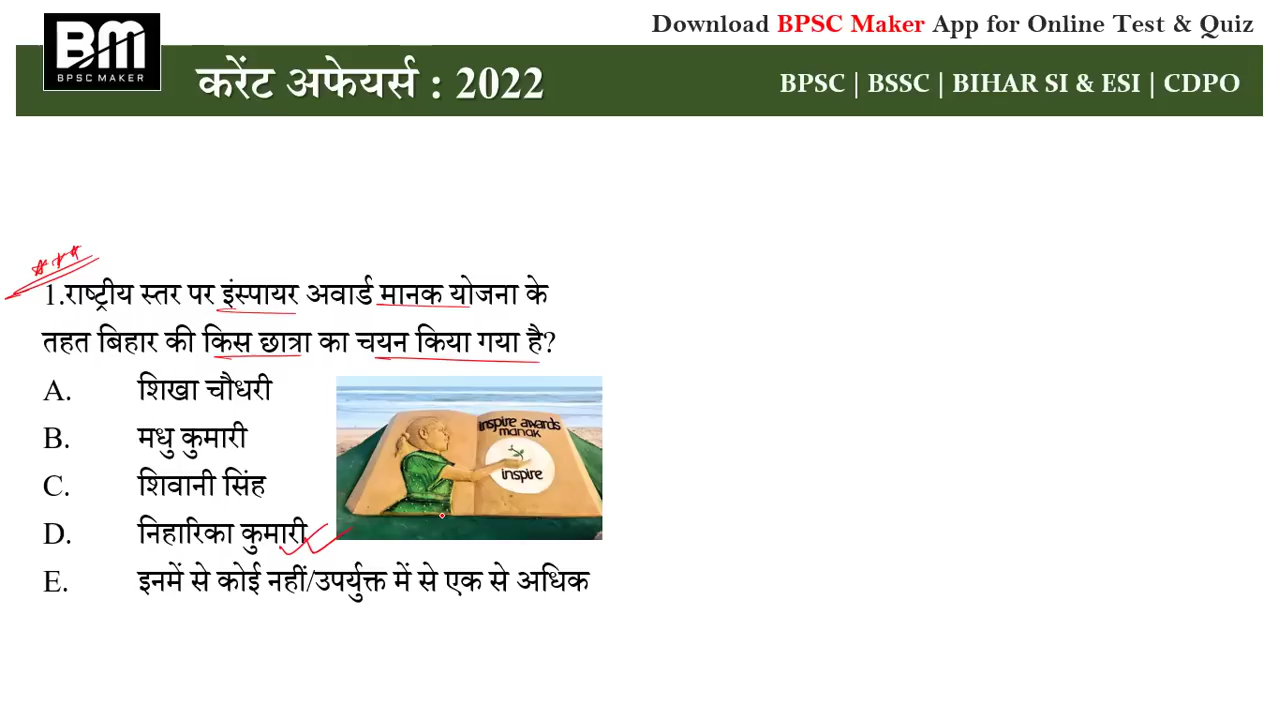 Download BPSC Maker App for Online Test & Quiz
BM
BPSC MAKER
करेंट अफेयर्स : 2022
BPSC | BSSC | BIHAR SI & ESI | CDPO
1.राष्ट्रीय स्तर पर इंस्पायर अवार्ड मानक योजना के
तहत बिहार की किस छात्रा का चयन किया गया है?
A. शिखा चौधरी
B. मधु कुमारी
C. शिवानी सिंह
D. निहारिका कुमारी
E. इनमें से कोई नहीं/उपर्युक्त में से एक से अधिक
inspire awards
manak
inspire